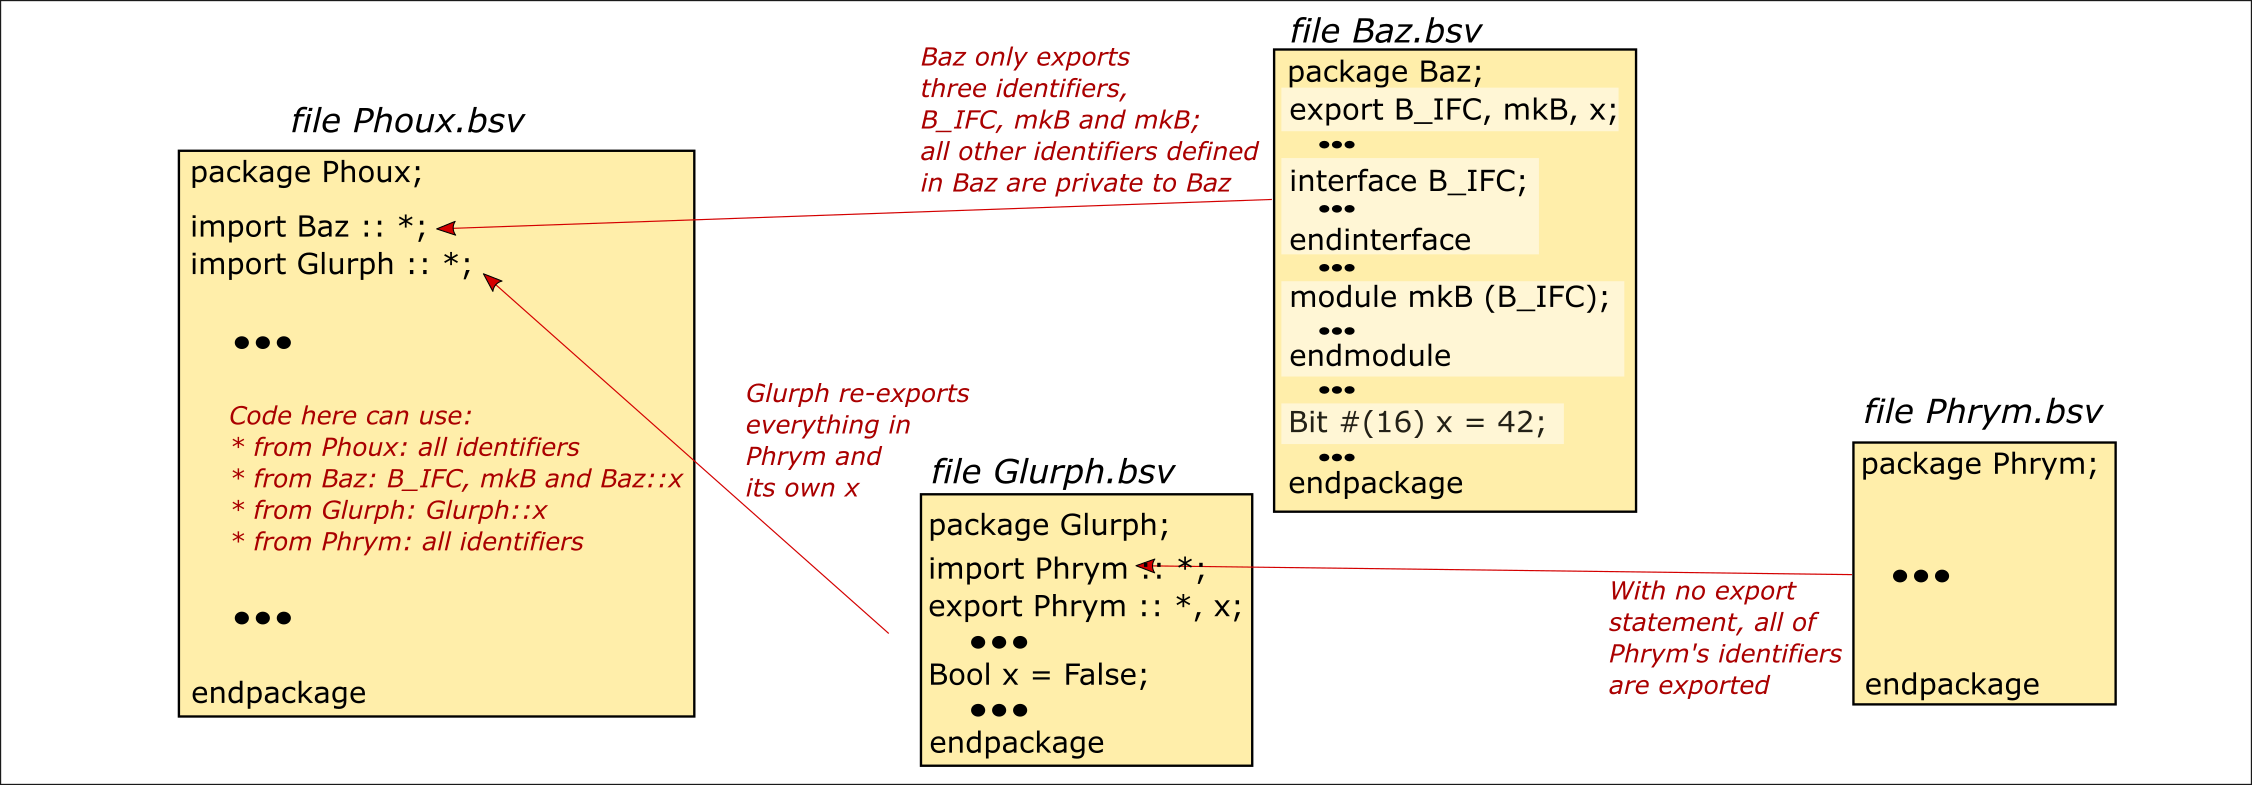 file Phoux.bsv
package Phoux;
import Baz :: *;
import Glurph :: *;
•••
Code here can use:
* from Phoux: all identifiers
* from Baz: B_IFC, mkB and Baz::x
* from Glurph: Glurph::x
* from Phrym: all identifiers
•••
endpackage
Baz only exports
three identifiers,
B_IFC, mkB and mkB;
all other identifiers defined
in Baz are private to Baz
file Baz.bsv
package Baz;
export B_IFC, mkB, x;
•••
interface B_IFC;
•••
endinterface
•••
module mkB (B_IFC);
•••
endmodule
•••
Bit #(16) x = 42;
•••
endpackage
Glurph re-exports
everything in
Phrym and
its own x
file Glurph.bsv
package Glurph;
import Phrym :: *;
export Phrym :: *, x;
•••
Bool x = False;
•••
endpackage
With no export
statement, all of
Phrym's identifiers
are exported
file Phrym.bsv
package Phrym;
•••
endpackage